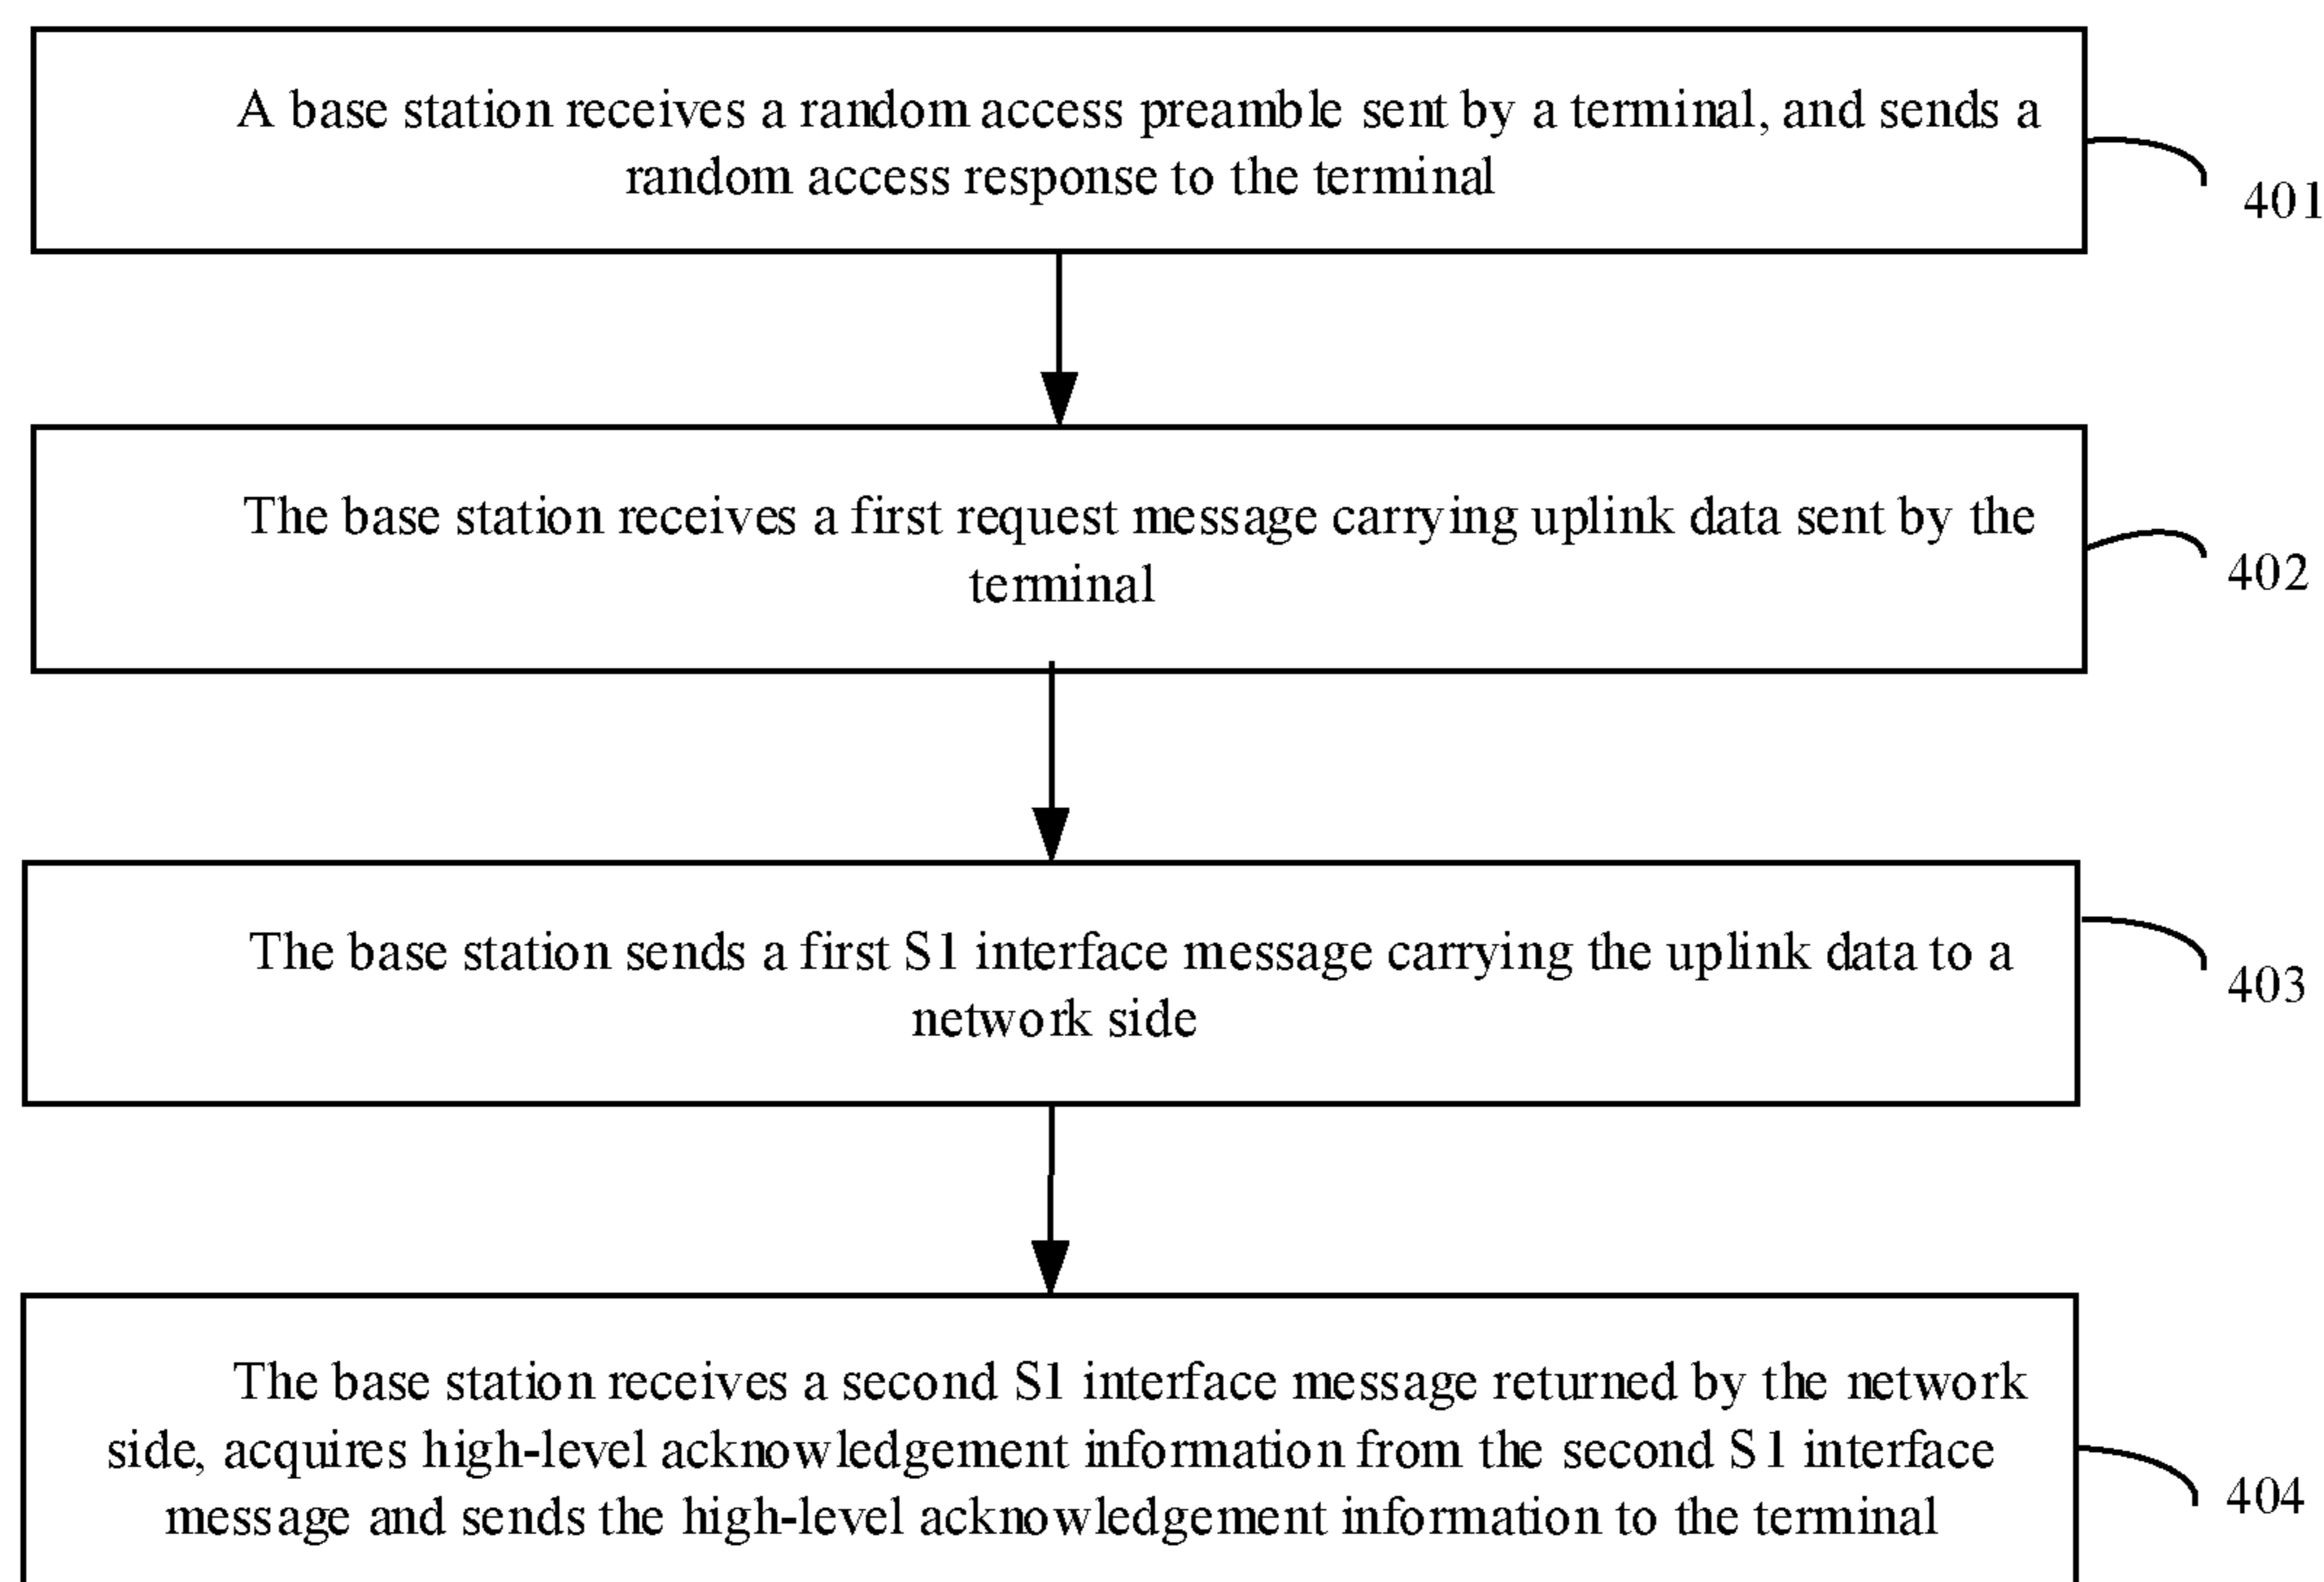 A base station receives a random access preamble sent by a terminal, and sends a
random access response to the terminal
401
The base station receives a first request message carrying uplink data sent by the
terminal
402
The base station sends a first S1 interface message carrying the uplink data to a
network side
403
The base station receives a second S1 interface message returned by the network
side, acquires high-level acknowledgement information from the second S1 interface
message and sends the high-level acknowledgement information to the terminal
404